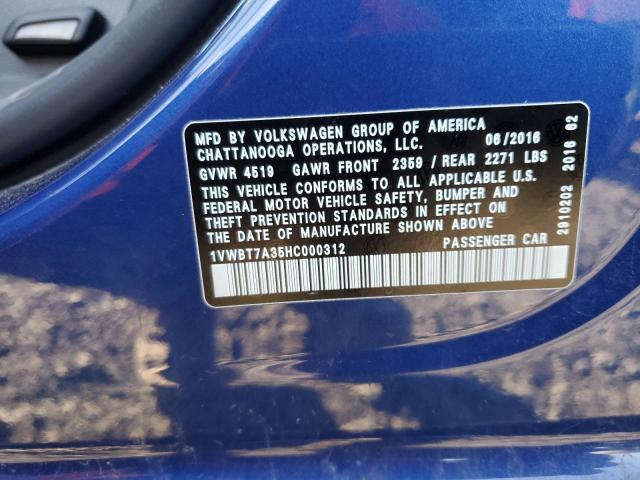 MFD BY VOLKSWAGEN GROUP OF AMERICA
CHATTANOOGA OPERATIONS, LLC. 06/2016
GVWR 4519 GAWR FRONT 2359 / REAR 2271 LBS
THIS VEHICLE CONFORMS TO ALL APPLICABLE U.S.
FEDERAL MOTOR VEHICLE SAFETY, BUMPER AND
THEFT PREVENTION STANDARDS IN EFFECT ON
THE DATE OF MANUFACTURE SHOWN ABOVE
1VWBT7A35HC000312 PASSENGER CAR
2910202 2016 62